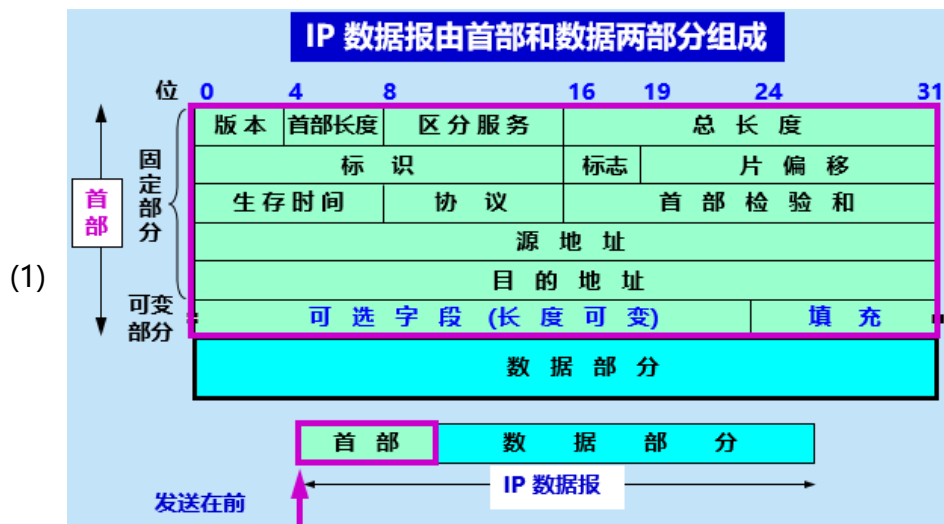 IP 数据报由首部和数据两部分组成
位 0 4 8 16 19 24 31
版本 首部长度 区分服务 总长度
标识 标志 片偏移
生存时间 协议 首部检验和
源地址
目的地址
可选字段 (长度可变) 填充
数据部分
首部
固定部分
可变部分
(1)
首部 数据部分
IP 数据报
发送在前